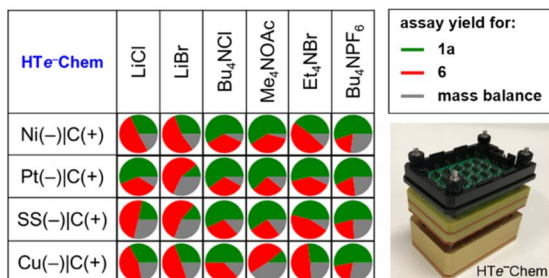 HTe⁻Chem
LiCl
LiBr
Bu₄NCl
Me₄NOAc
Et₄NBr
Bu₄NPF₆
Ni(−)|C(+)
Pt(−)|C(+)
SS(−)|C(+)
Cu(−)|C(+)
assay yield for:
1a
6
mass balance
HTe⁻Chem